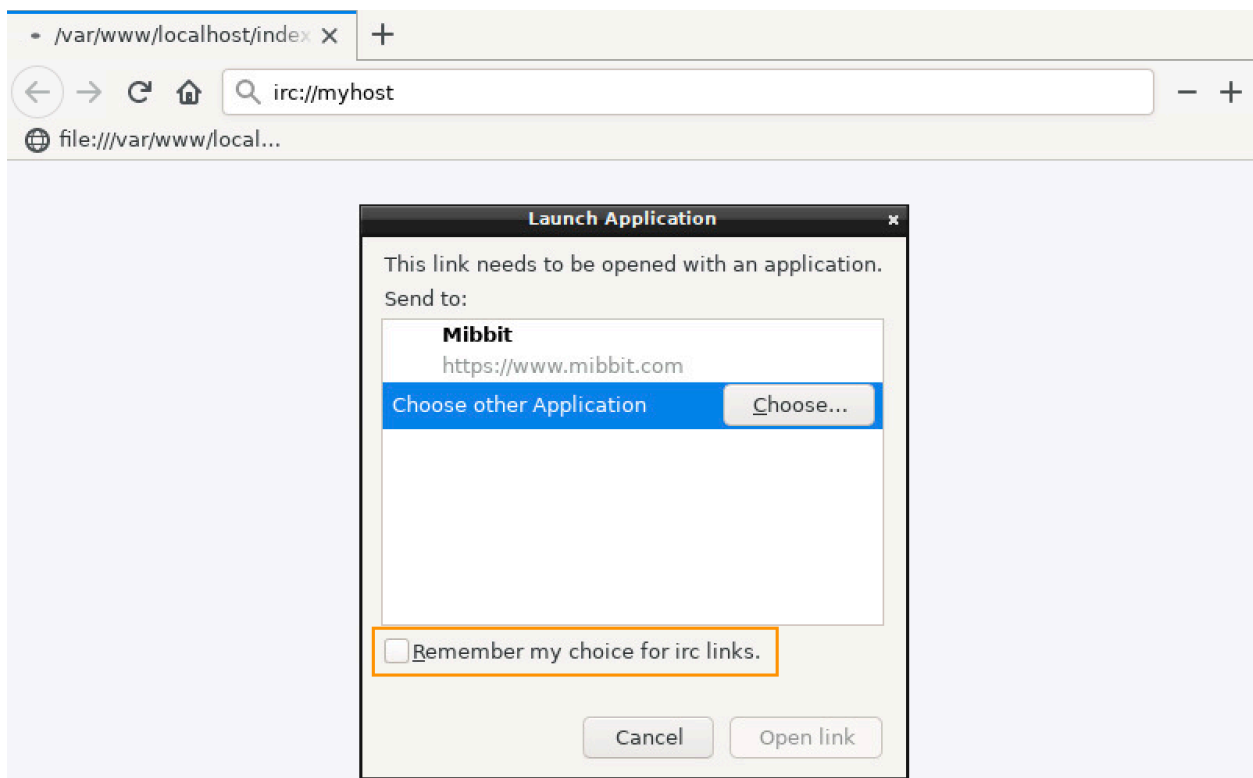 /var/www/localhost/index
irc://myhost
file:///var/www/local...
Launch Application
This link needs to be opened with an application.
Send to:
Mibbit
https://www.mibbit.com
Choose other Application Choose...
Remember my choice for irc links.
Cancel Open link